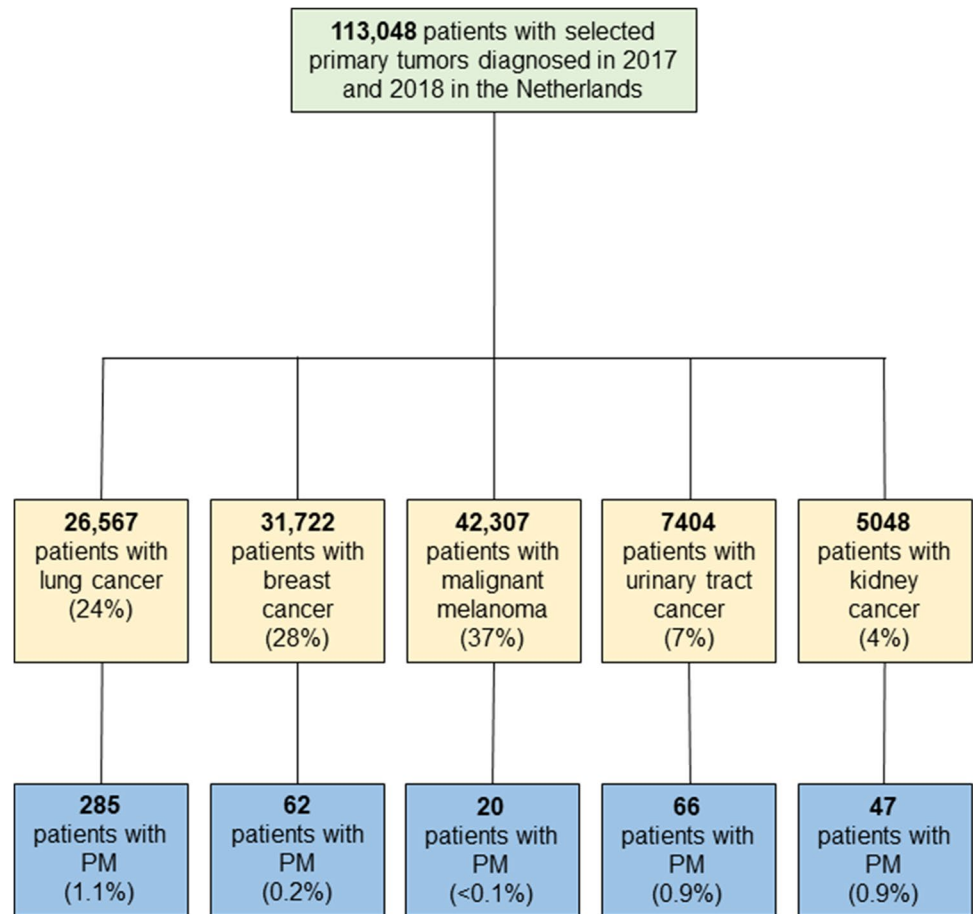 113,048 patients with selected
primary tumors diagnosed in 2017
and 2018 in the Netherlands
26,567
patients with
lung cancer
(24%)
31,722
patients with
breast
cancer
(28%)
42,307
patients with
malignant
melanoma
(37%)
7404
patients with
urinary tract
cancer
(7%)
5048
patients with
kidney
cancer
(4%)
285
patients with
PM
(1.1%)
62
patients with
PM
(0.2%)
20
patients with
PM
(<0.1%)
66
patients with
PM
(0.9%)
47
patients with
PM
(0.9%)